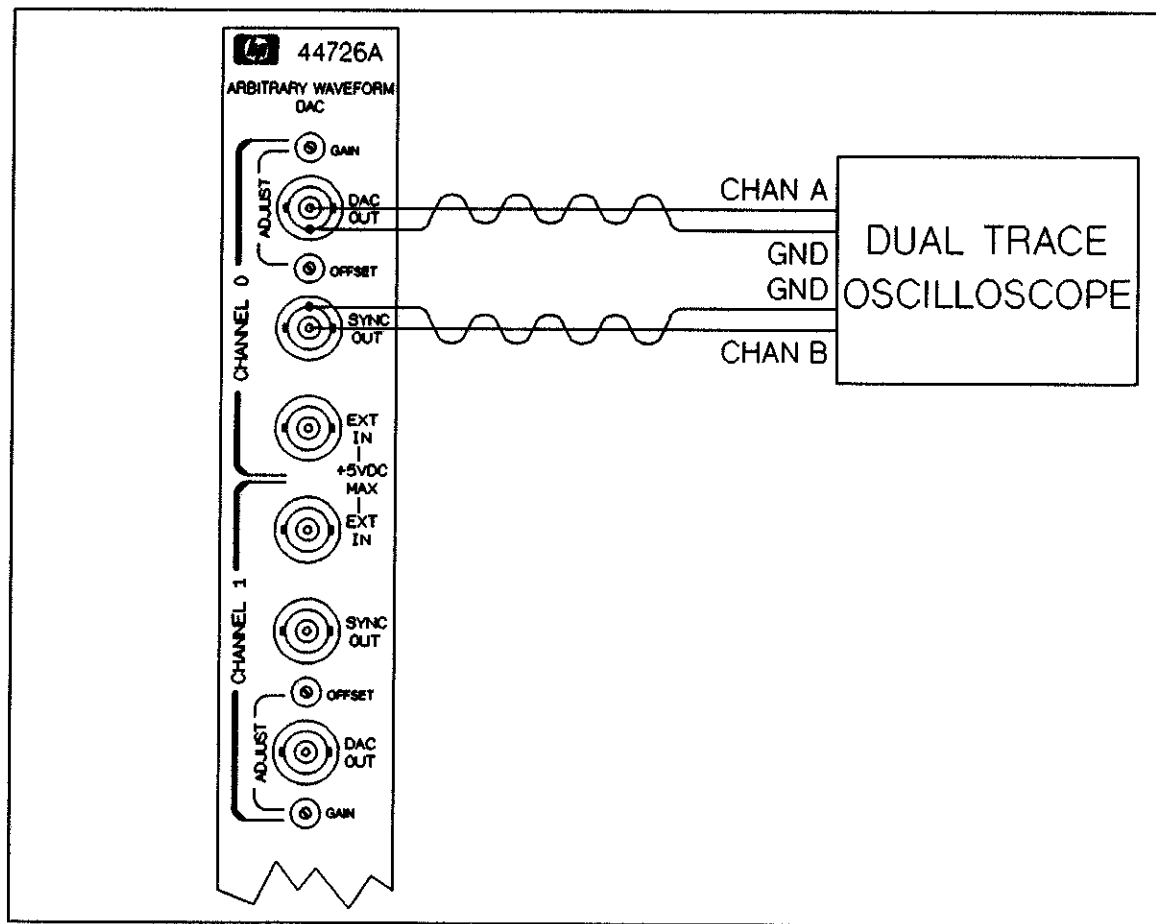 hp 44726A
ARBITRARY WAVEFORM
DAC
GAIN
ADJUST
DAC
OUT
OFFSET
CHANNEL 0
SYNC
OUT
EXT
IN
+5VDC
MAX
EXT
IN
CHANNEL 1
SYNC
OUT
OFFSET
ADJUST
DAC
OUT
GAIN
CHAN A
GND
GND
CHAN B
DUAL TRACE
OSCILLOSCOPE